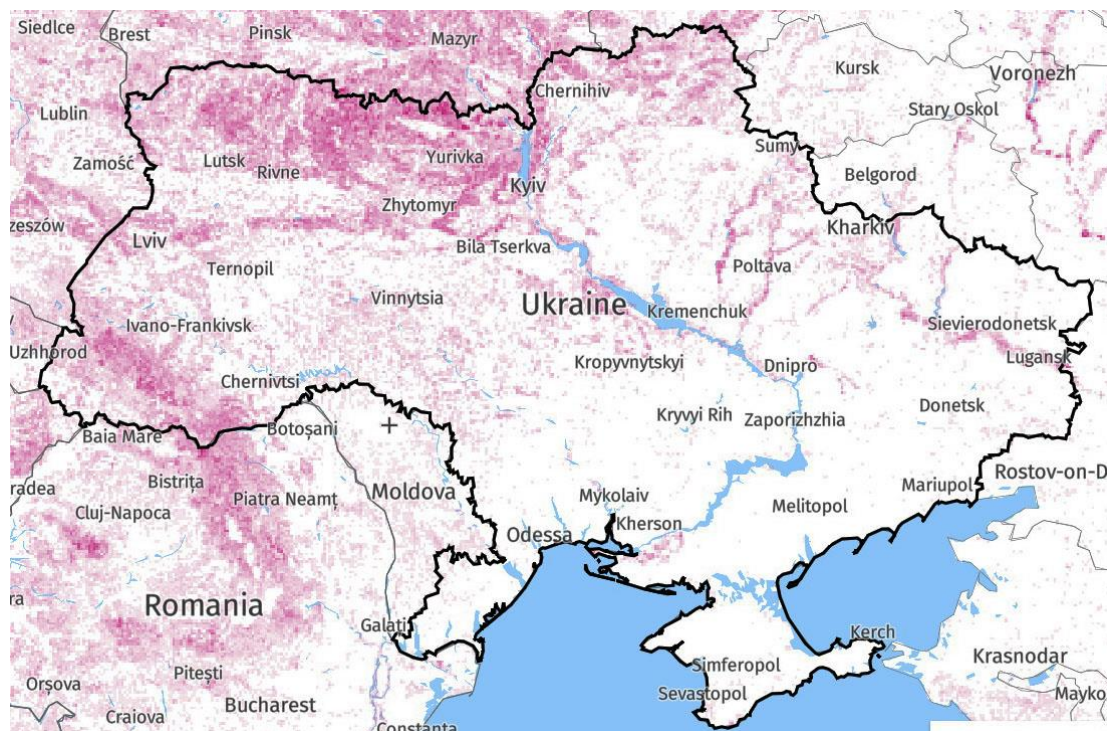 Siedlce
Brest
Pinsk
Mazyr
Kursk
Voronezh
Chernihiv
Lublin
Stary Oskol
Zamość
Lutsk
Rivne
Yurivka
Sumy
Belgorod
Kyiv
zeszów
Lviv
Zhytomyr
Bila Tserkva
Kharkiv
Ternopil
Poltava
Vinnytsia
Ukraine
Kremenchuk
Ivano-Frankivsk
Sievierodonetsk
Uzhhorod
Chernivtsi
Kropyvnytskyi
Dnipro
Lugansk
Baia Mare
Botoșani
Kryvyi Rih
Zaporizhzhia
Donetsk
radea
Bistrița
Piatra Neamț
Moldova
Cluj-Napoca
Mykolaiv
Kherson
Melitopol
Mariupol
Rostov-on-D
Odessa
ra
Romania
Galați
Kerch
Simferopol
Krasnodar
Orșova
Pitești
Sevastopol
Mayko
Craiova
Bucharest
Constanța